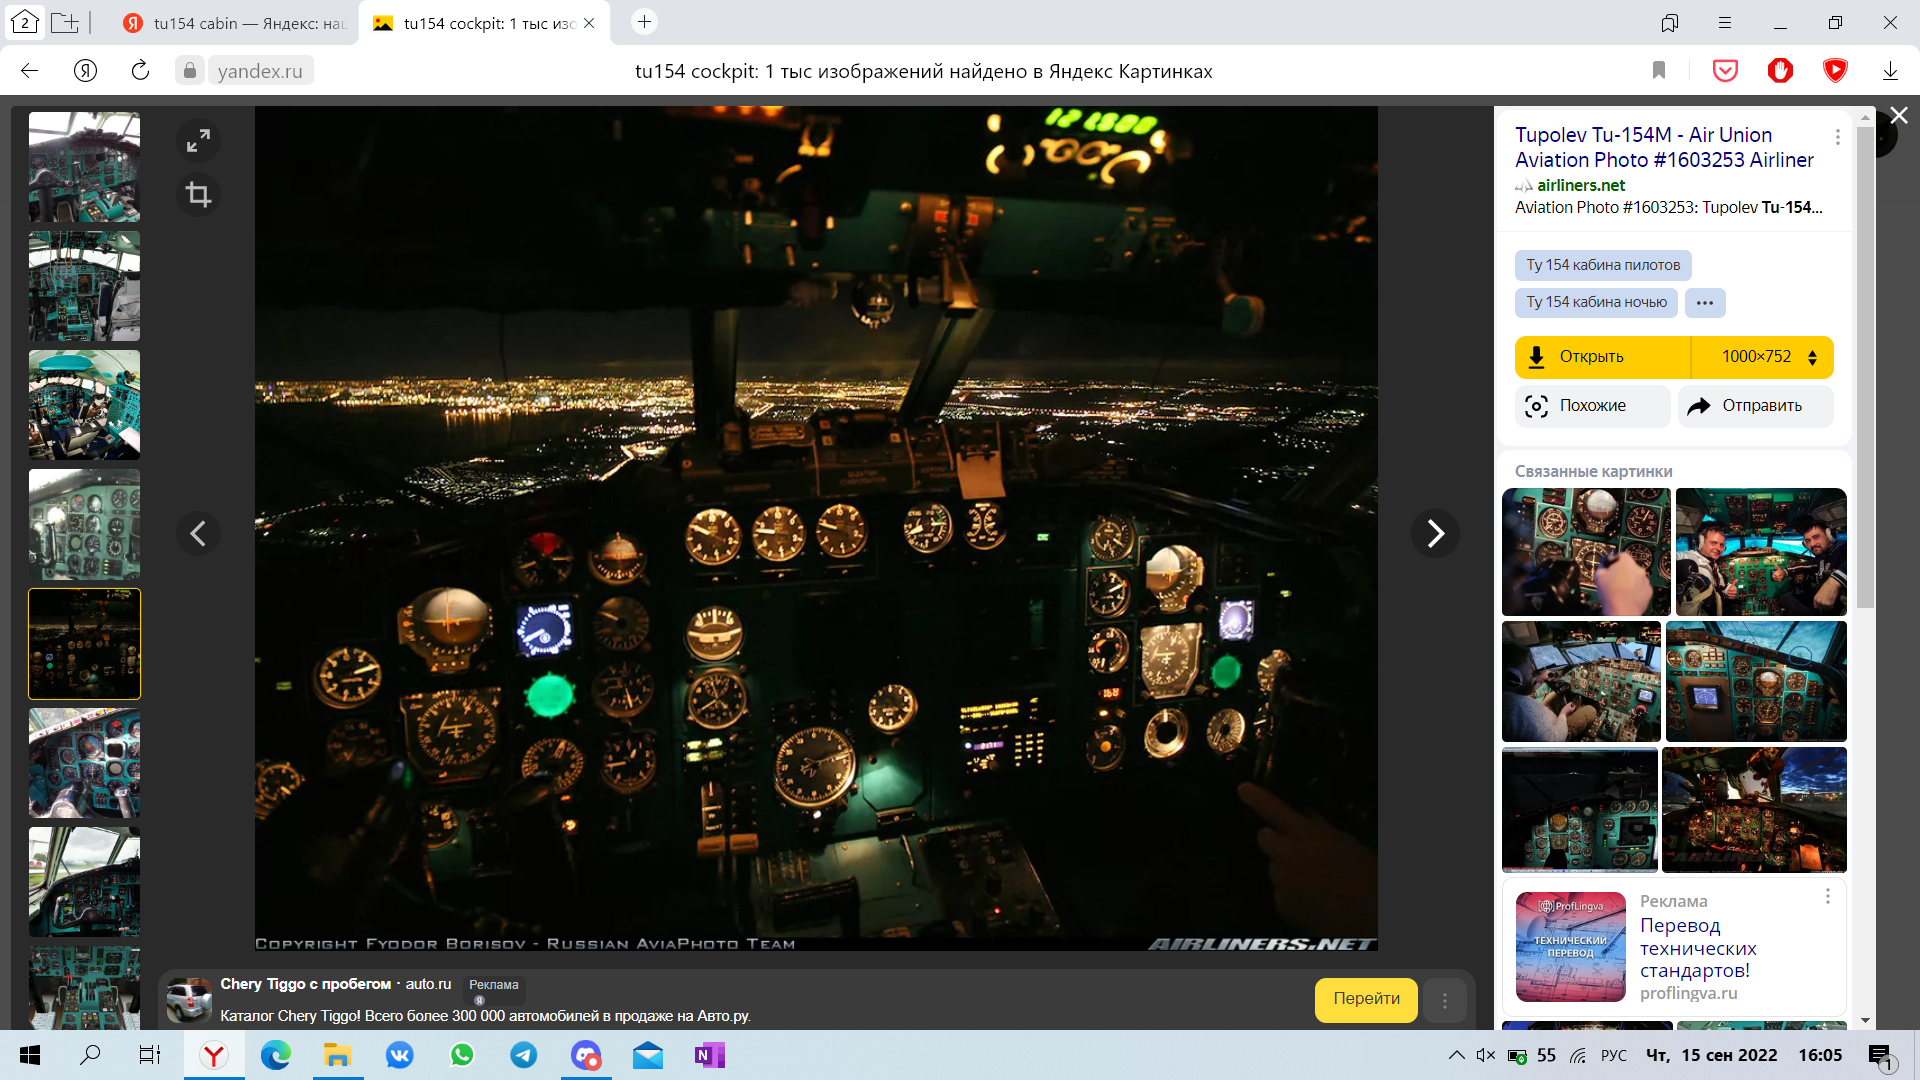 2
tu154 cabin — Яндекс: наш
tu154 cockpit: 1 тыс изо
yandex.ru
tu154 cockpit: 1 тыс изображений найдено в Яндекс Картинках
Tupolev Tu-154M - Air Union
Aviation Photo #1603253 Airliner
airliners.net
Aviation Photo #1603253: Tupolev Tu-154...
Ту 154 кабина пилотов
Ту 154 кабина ночью
Открыть
1000×752
Похожие
Отправить
Связанные картинки
COPYRIGHT FYODOR BORISOV - RUSSIAN AVIAPHOTO TEAM
AIRLINERS.NET
ProfLingva
ТЕХНИЧЕСКИЙ
ПЕРЕВОД
Реклама
Перевод
технических
стандартов!
proflingva.ru
Chery Tiggo с пробегом · auto.ru
Реклама
Каталог Chery Tiggo! Всего более 300 000 автомобилей в продаже на Авто.ру.
Перейти
55
РУС
Чт, 15 сен 2022
16:05
1